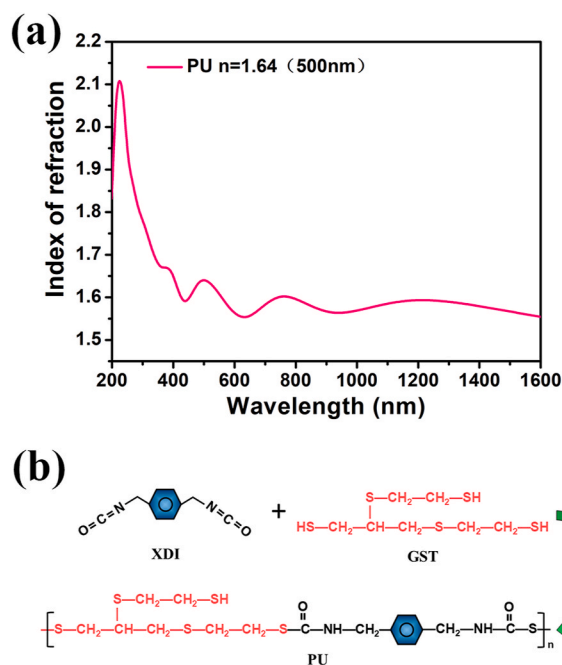 (a)
PU n=1.64（500nm）
Index of refraction
2.2
2.1
2.0
1.9
1.8
1.7
1.6
1.5
200 400 600 800 1000 1200 1400 1600
Wavelength (nm)
(b)
O=C=N
N=C=O
XDI
+
S—CH₂—CH₂—SH
HS—CH₂—CH—CH₂—S—CH₂—CH₂—SH
GST
S—CH₂—CH₂—SH
O O
S—CH₂—CH—CH₂—S—CH₂—CH₂—S—C—NH—CH₂ CH₂—NH—C—S
n
PU